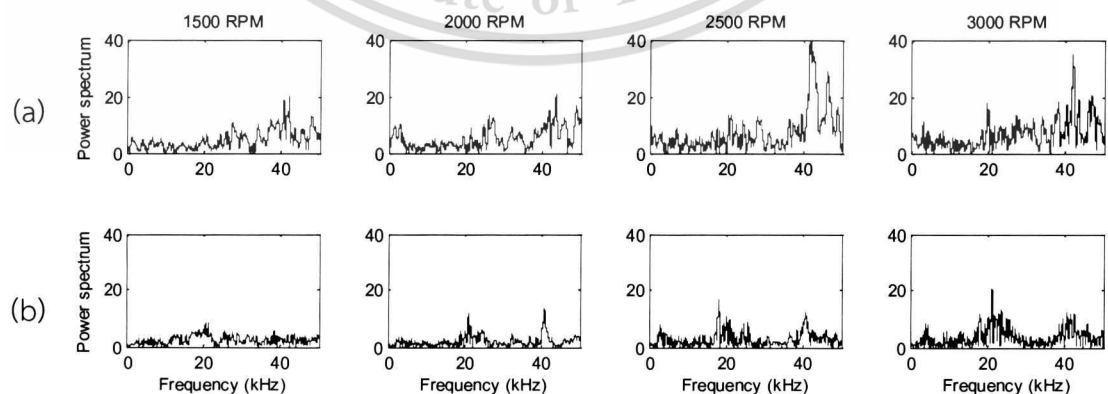 ute of T
1500 RPM 2000 RPM 2500 RPM 3000 RPM
(a)
Power spectrum
40 40 40 40
20 20 20 20
0 0 0 0
0 20 40 0 20 40 0 20 40 0 20 40
(b)
Power spectrum
40 40 40 40
20 20 20 20
0 0 0 0
0 20 40 0 20 40 0 20 40 0 20 40
Frequency (kHz) Frequency (kHz) Frequency (kHz) Frequency (kHz)